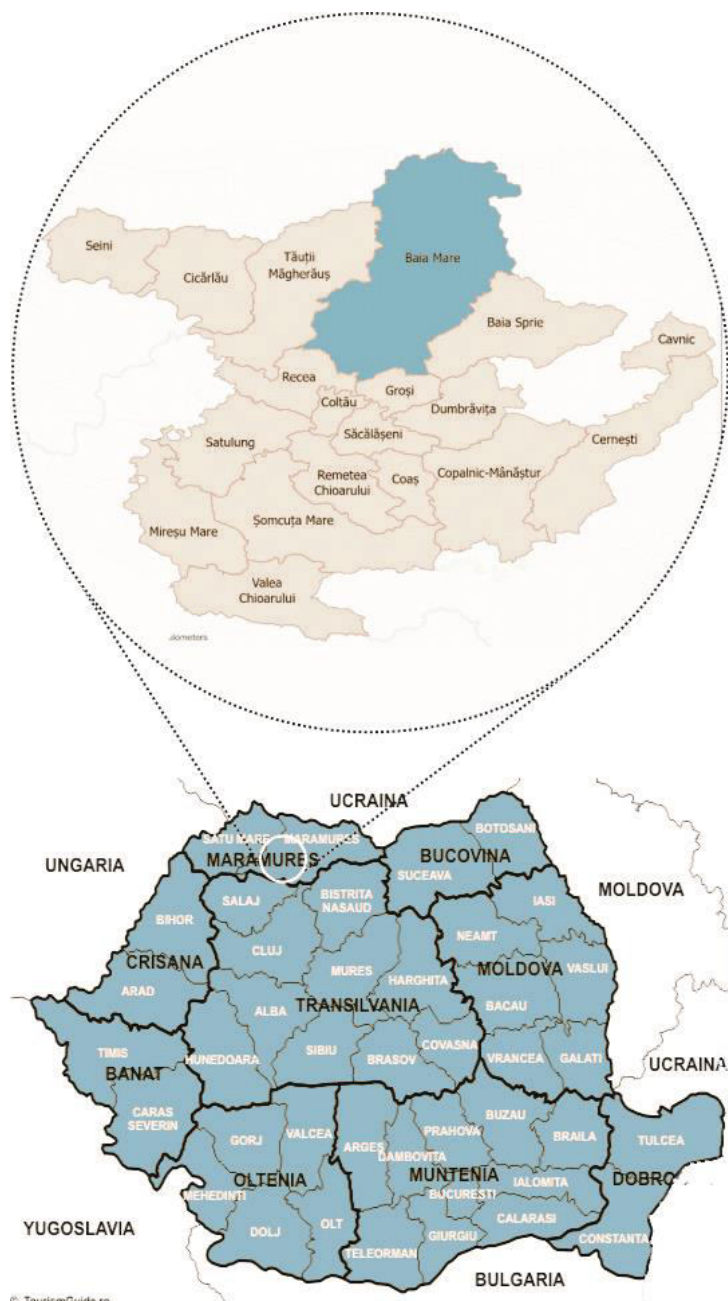 Seini
Cicărlău
Tăuții
Măgherăuș
Baia Mare
Baia Sprie
Cavnic
Recea
Groși
Coltău
Dumbrăvița
Satulung
Săcălășeni
Cernești
Remetea
Chioarului
Coaș
Copalnic-Mănăștur
Mireșu Mare
Șomcuța Mare
Valea
Chioarului
ilometers
UCRAINA
SATU MARE
MARAMURES
MARAMURES
BOTOSANI
BUCOVINA
SUCEAVA
UNGARIA
MOLDOVA
SALAJ
BISTRITA
NASAUD
IASI
BIHOR
NEAMT
CLUJ
CRISANA
MURES
HARGHITA
MOLDOVA
VASLUI
ARAD
ALBA
TRANSILVANIA
BACAU
TIMIS
HUNEDOARA
SIBIU
BRASOV
COVASNA
VRANCEA
GALATI
UCRAINA
BANAT
CARAS
SEVERIN
GORJ
VALCEA
ARGES
PRAHOVA
BUZAU
BRAILA
TULCEA
DAMBOVITA
OLTENIA
MUNTENIA
IALOMITA
DOBRO
MEHEDINTI
BUCURESTI
YUGOSLAVIA
DOLJ
OLT
TELEORMAN
GIURGIU
CALARASI
CONSTANTA
BULGARIA
© TourismGuide.ro